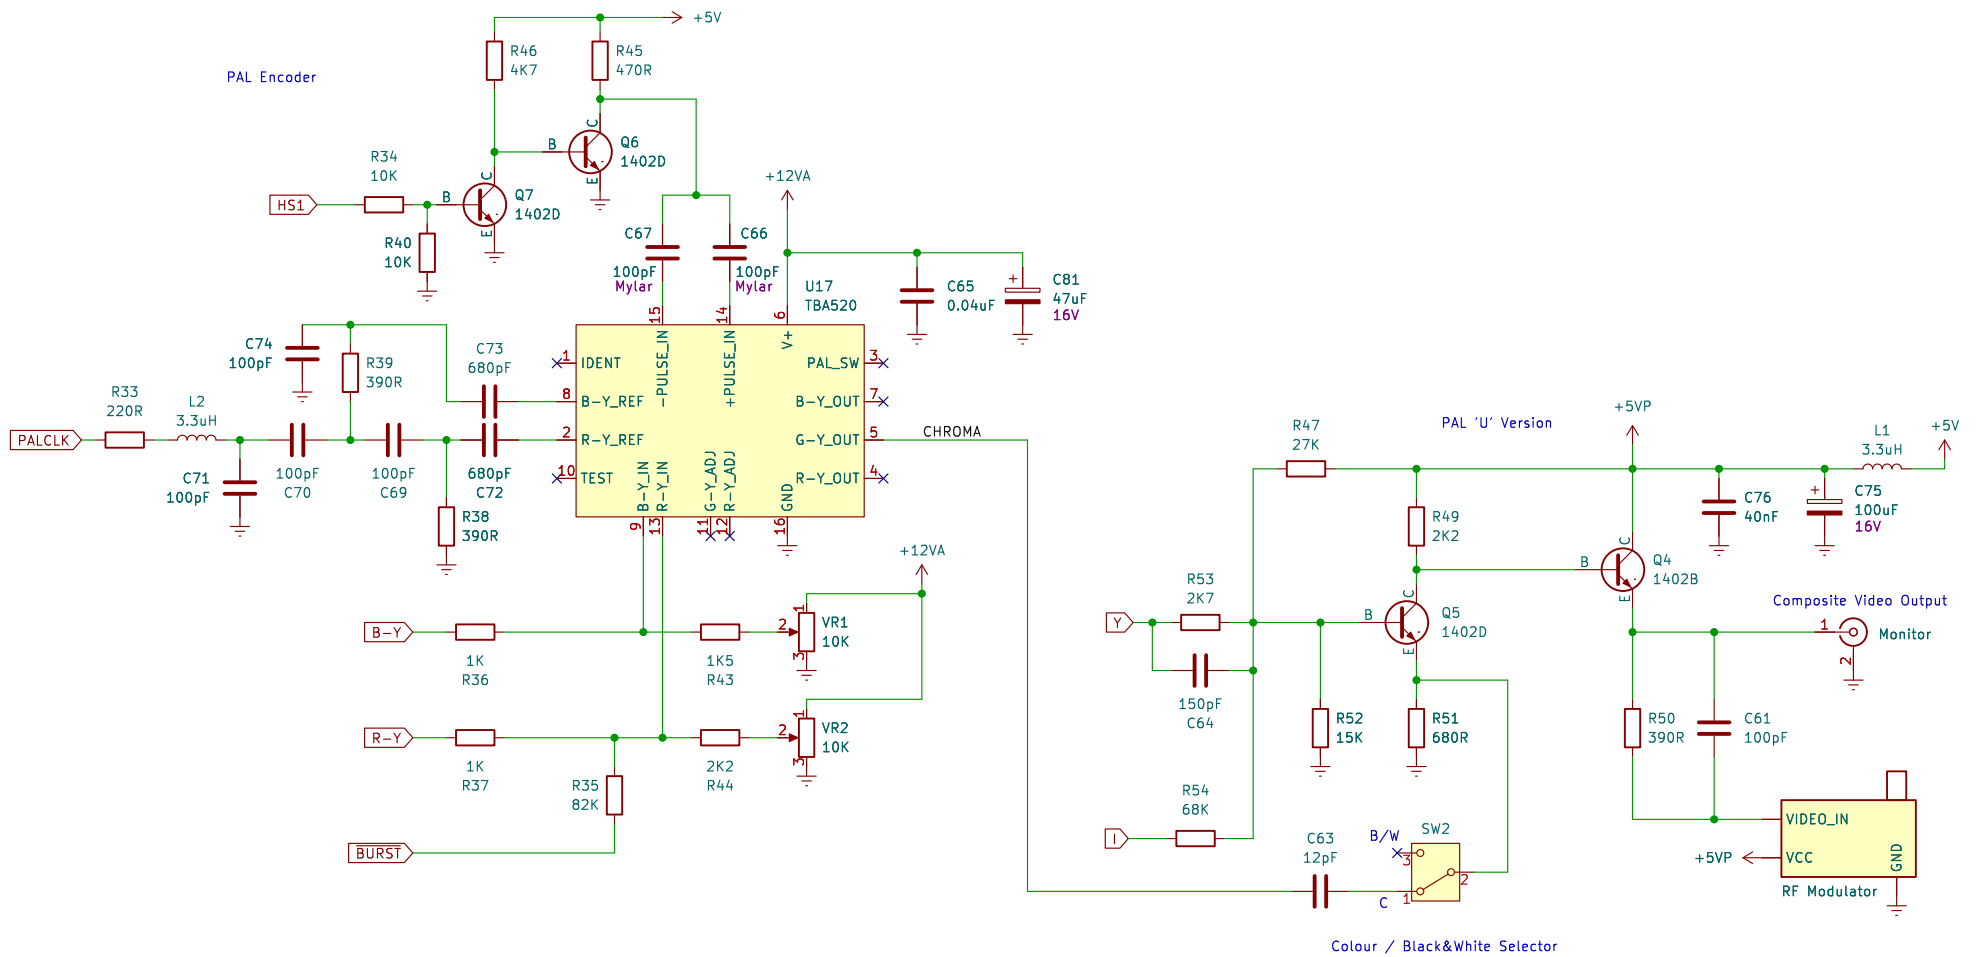 PAL Encoder
+5V
R46
4K7
R45
470R
B
C
E
Q6
1402D
R34
10K
HS1
B
C
E
Q7
1402D
R40
10K
+12VA
C67
100pF
Mylar
C66
100pF
Mylar
U17
TBA520
C65
0.04uF
+
C81
47uF
16V
C74
100pF
R39
390R
C73
680pF
R33
220R
L2
3.3uH
PALCLK
C71
100pF
100pF
C70
100pF
C69
680pF
C72
R38
390R
15
14
6
-PULSE_IN
+PULSE_IN
V+
1
IDENT
8
B-Y_REF
2
R-Y_REF
10
TEST
PAL_SW
3
B-Y_OUT
7
G-Y_OUT
5
R-Y_OUT
4
B-Y_IN
R-Y_IN
G-Y_ADJ
R-Y_ADJ
GND
9
13
11
12
16
CHROMA
+12VA
B-Y
1K
R36
1K5
R43
1
2
3
VR1
10K
R-Y
1K
R37
2K2
R44
1
2
3
VR2
10K
R35
82K
BURST
PAL 'U' Version
R47
27K
+5VP
L1
3.3uH
+5V
R49
2K2
C76
40nF
+
C75
100uF
16V
B
C
E
Q4
1402B
Composite Video Output
1
2
Monitor
R53
2K7
Y
150pF
C64
B
C
E
Q5
1402D
R52
15K
R51
680R
R50
390R
C61
100pF
R54
68K
I
C63
12pF
B/W
3
SW2
2
1
C
VIDEO_IN
+5VP
VCC
GND
RF Modulator
Colour / Black&White Selector